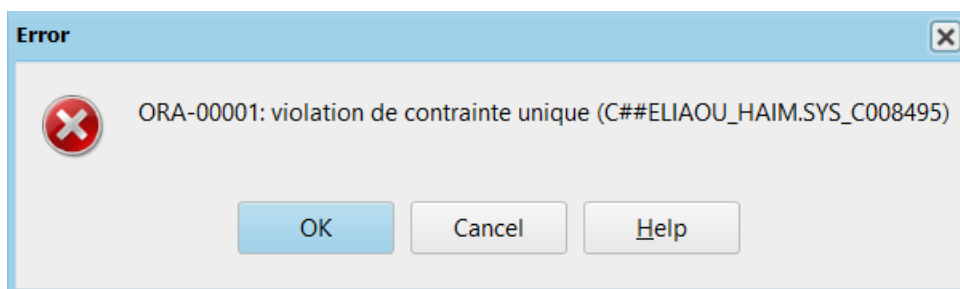 Error
ORA-00001: violation de contrainte unique (C##ELIAOU_HAIM.SYS_C008495)
OK Cancel Help